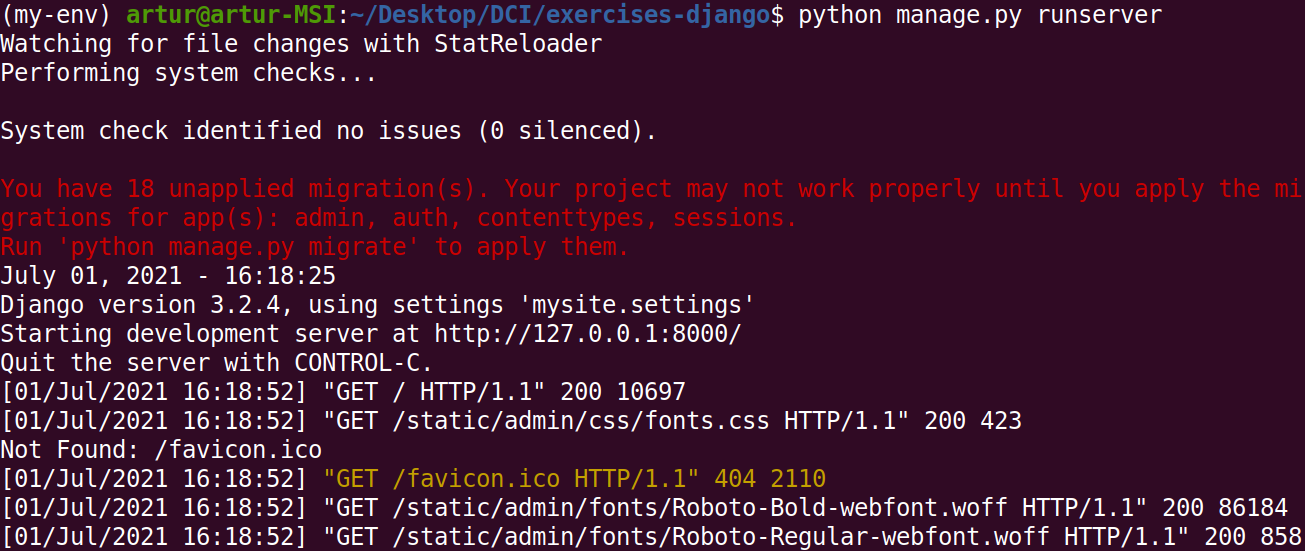 (my-env) artur@artur-MSI:~/Desktop/DCI/exercises-django$ python manage.py runserver
Watching for file changes with StatReloader
Performing system checks...
System check identified no issues (0 silenced).
You have 18 unapplied migration(s). Your project may not work properly until you apply the mi
grations for app(s): admin, auth, contenttypes, sessions.
Run 'python manage.py migrate' to apply them.
July 01, 2021 - 16:18:25
Django version 3.2.4, using settings 'mysite.settings'
Starting development server at http://127.0.0.1:8000/
Quit the server with CONTROL-C.
[01/Jul/2021 16:18:52] "GET / HTTP/1.1" 200 10697
[01/Jul/2021 16:18:52] "GET /static/admin/css/fonts.css HTTP/1.1" 200 423
Not Found: /favicon.ico
[01/Jul/2021 16:18:52] "GET /favicon.ico HTTP/1.1" 404 2110
[01/Jul/2021 16:18:52] "GET /static/admin/fonts/Roboto-Bold-webfont.woff HTTP/1.1" 200 86184
[01/Jul/2021 16:18:52] "GET /static/admin/fonts/Roboto-Regular-webfont.woff HTTP/1.1" 200 858